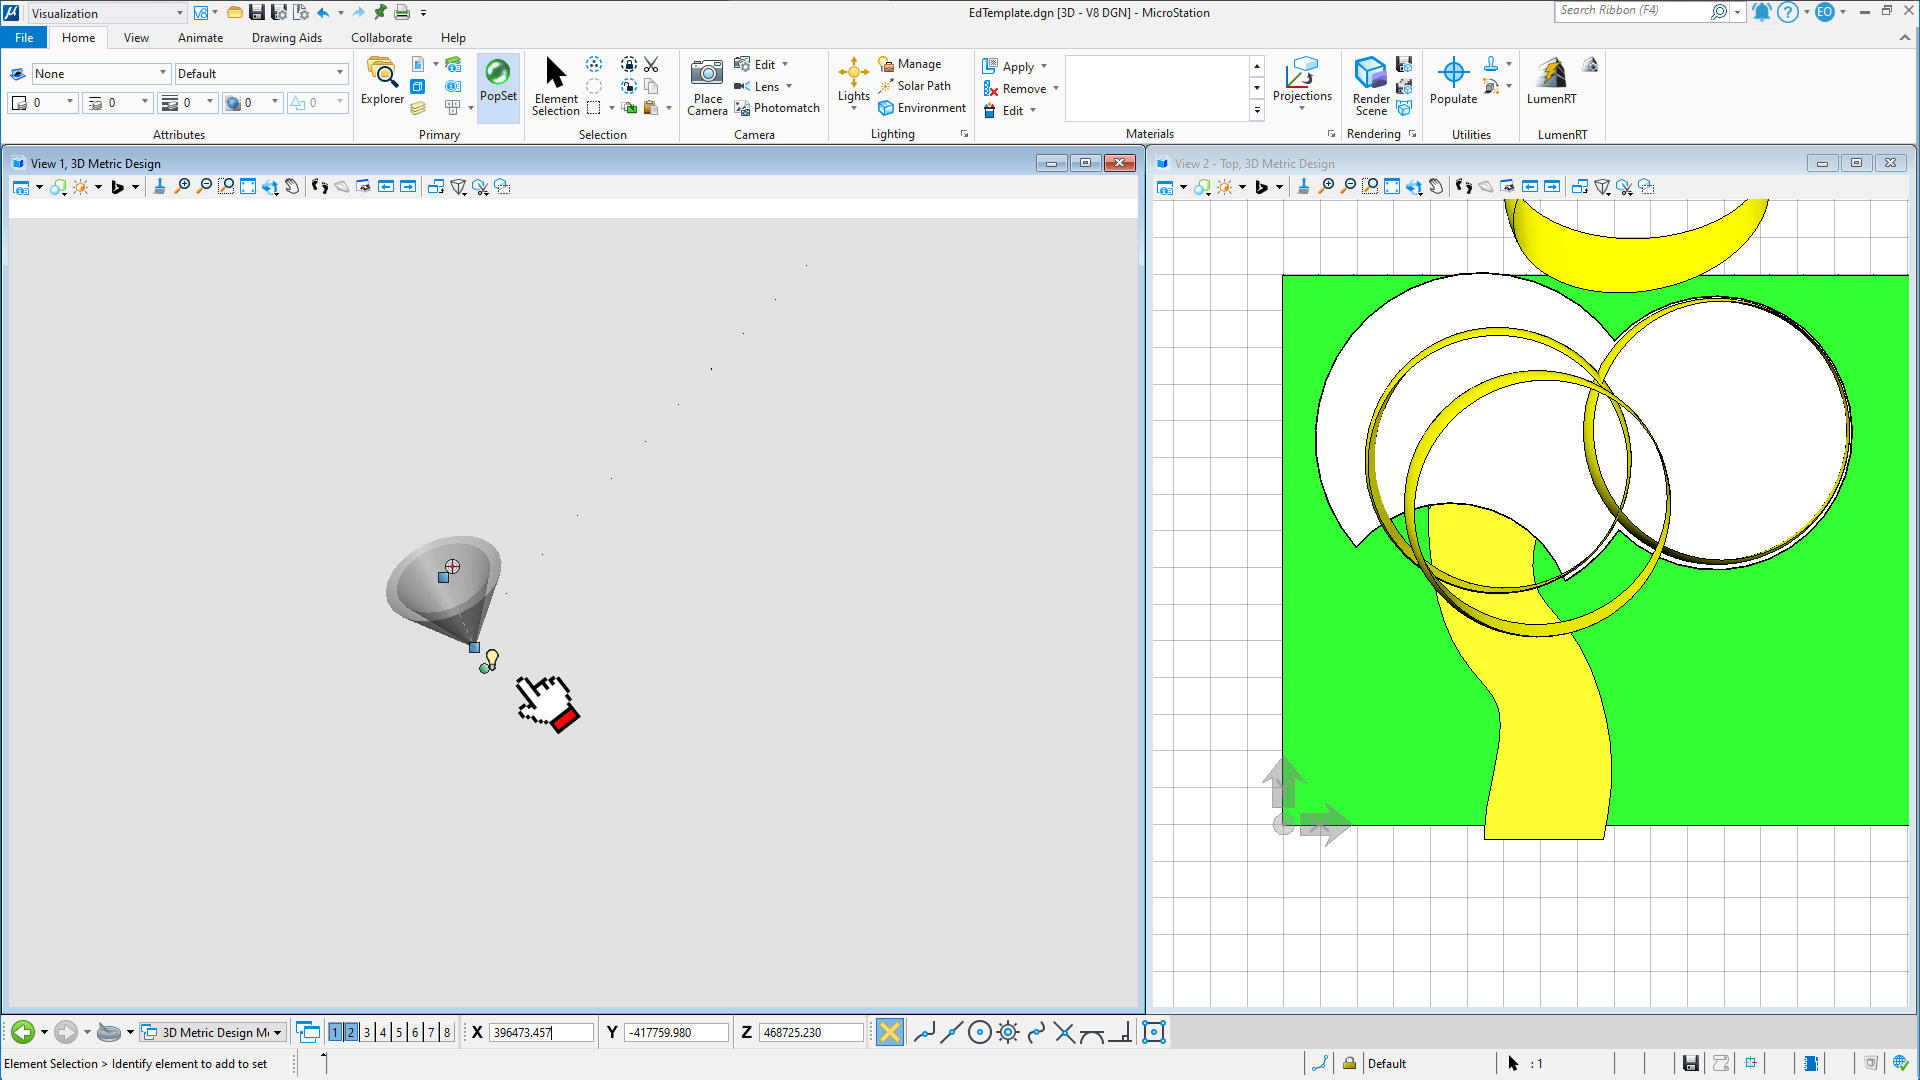 Visualization
V8
EdTemplate.dgn [3D - V8 DGN] - MicroStation
Search Ribbon (F4)
EO
File
Home
View
Animate
Drawing Aids
Collaborate
Help
None
Default
0
0
0
0
0
Attributes
Explorer
PopSet
Primary
Element
Selection
Selection
Place
Camera
Edit
Lens
Photomatch
Camera
Lights
Manage
Solar Path
Environment
Lighting
Apply
Remove
Edit
Materials
Projections
Render
Scene
Rendering
Populate
Utilities
LumenRT
LumenRT
View 1, 3D Metric Design
View 2 - Top, 3D Metric Design
X
3D Metric Design Mo
1 2 3 4 5 6 7 8
X 396473.457
Y -417759.980
Z 468725.230
Element Selection > Identify element to add to set
Default
: 1